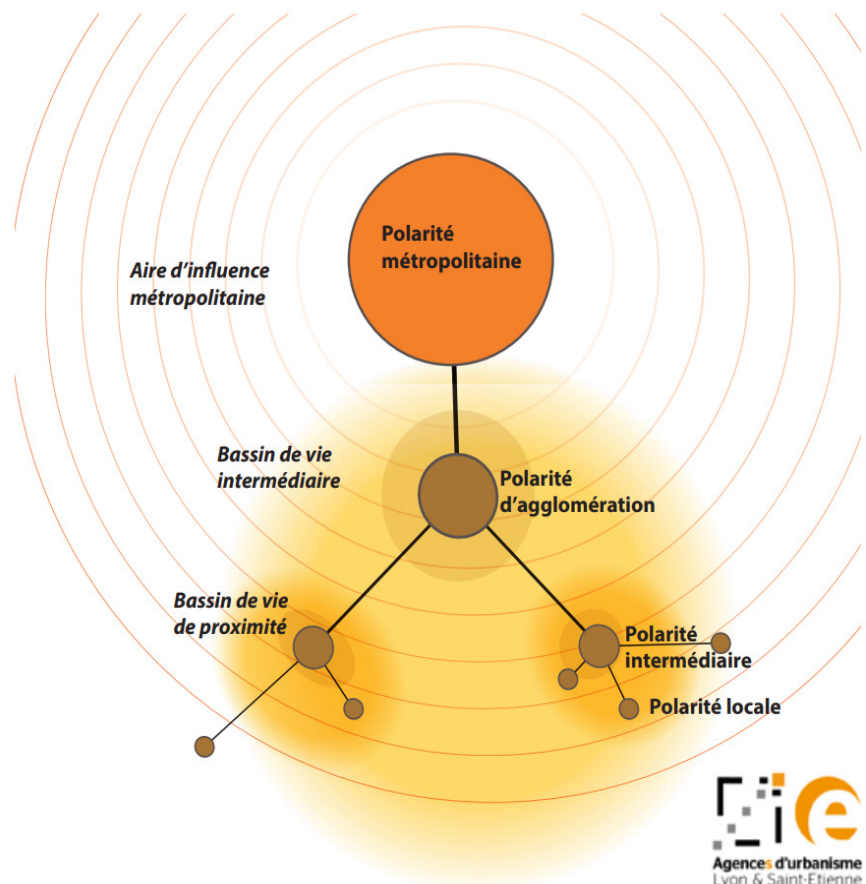 Polarité
métropolitaine
Aire d’influence
métropolitaine
Bassin de vie
intermédiaire
Polarité
d’agglomération
Bassin de vie
de proximité
Polarité
intermédiaire
Polarité locale
ie
Agences d’urbanisme
Lyon & Saint-Etienne